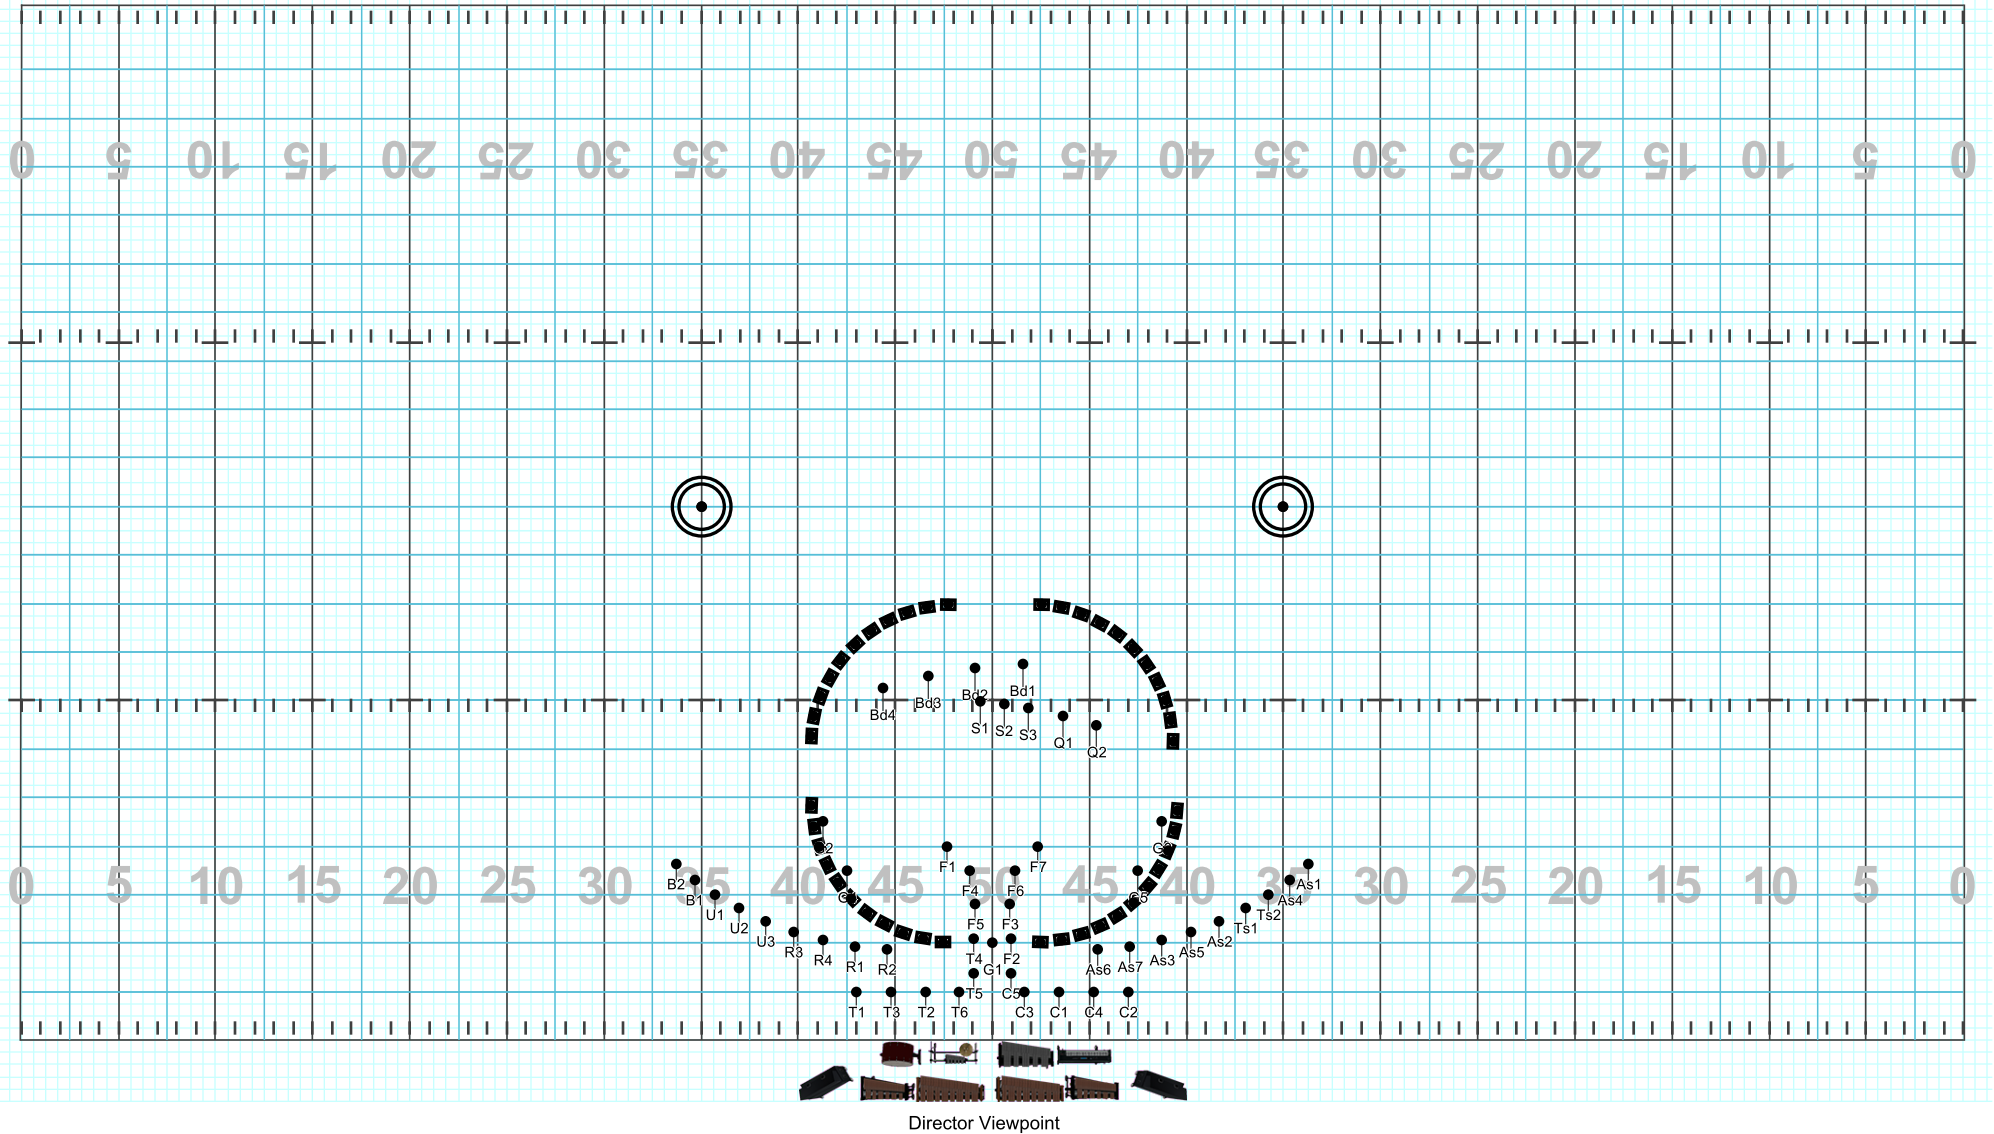 0 5 10 15 20 25 30 35 40 45 50 45 40 35 30 25 20 15 10 5 0
Bd4 Bd3 Bd2 Bd1
S1 S2 S3 Q1 Q2
G2
F1 F7
0 5 10 15 20 25 30 35 40 45 50 45 40 35 30 25 20 15 10 5 0
B2 F4 F6 As1
B1 G5 As4
U1 Ts2
U2 F5 F3 Ts1
U3 As2
R3 As5
R4 T4 F2 As3
R1 R2 G1 As6 As7
T5 C5
T1 T3 T2 T6 C3 C1 C4 C2
Director Viewpoint